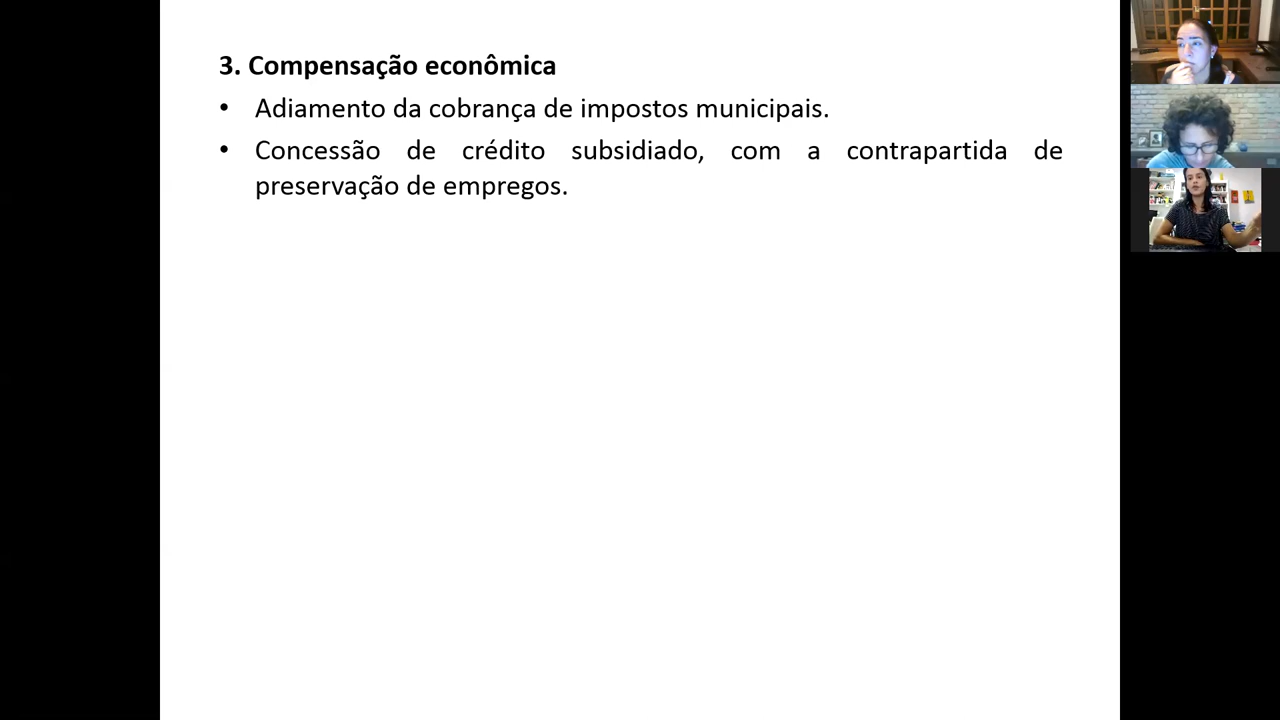 3. Compensação econômica
• Adiamento da cobrança de impostos municipais.
• Concessão de crédito subsidiado, com a contrapartida de
preservação de empregos.